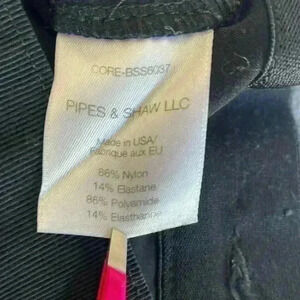 CORE-BSS6037
PIPES & SHAW LLC
Made in USA/
Fabriqué aux EU
86% Nylon
14% Elastane
86% Polyamide
14% Elasthanne